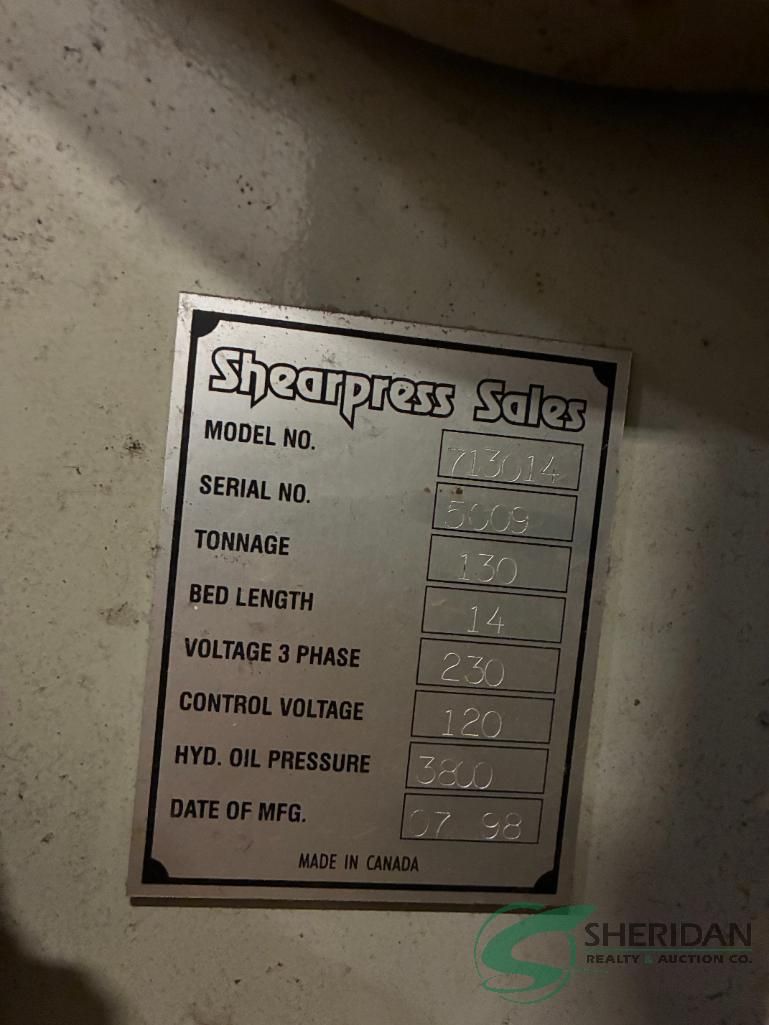 Shearpress Sales
MODEL NO. 713014
SERIAL NO. 5009
TONNAGE 130
BED LENGTH 14
VOLTAGE 3 PHASE 230
CONTROL VOLTAGE 120
HYD. OIL PRESSURE 3800
DATE OF MFG. 07 98
MADE IN CANADA
SHERIDAN
REALTY & AUCTION CO.